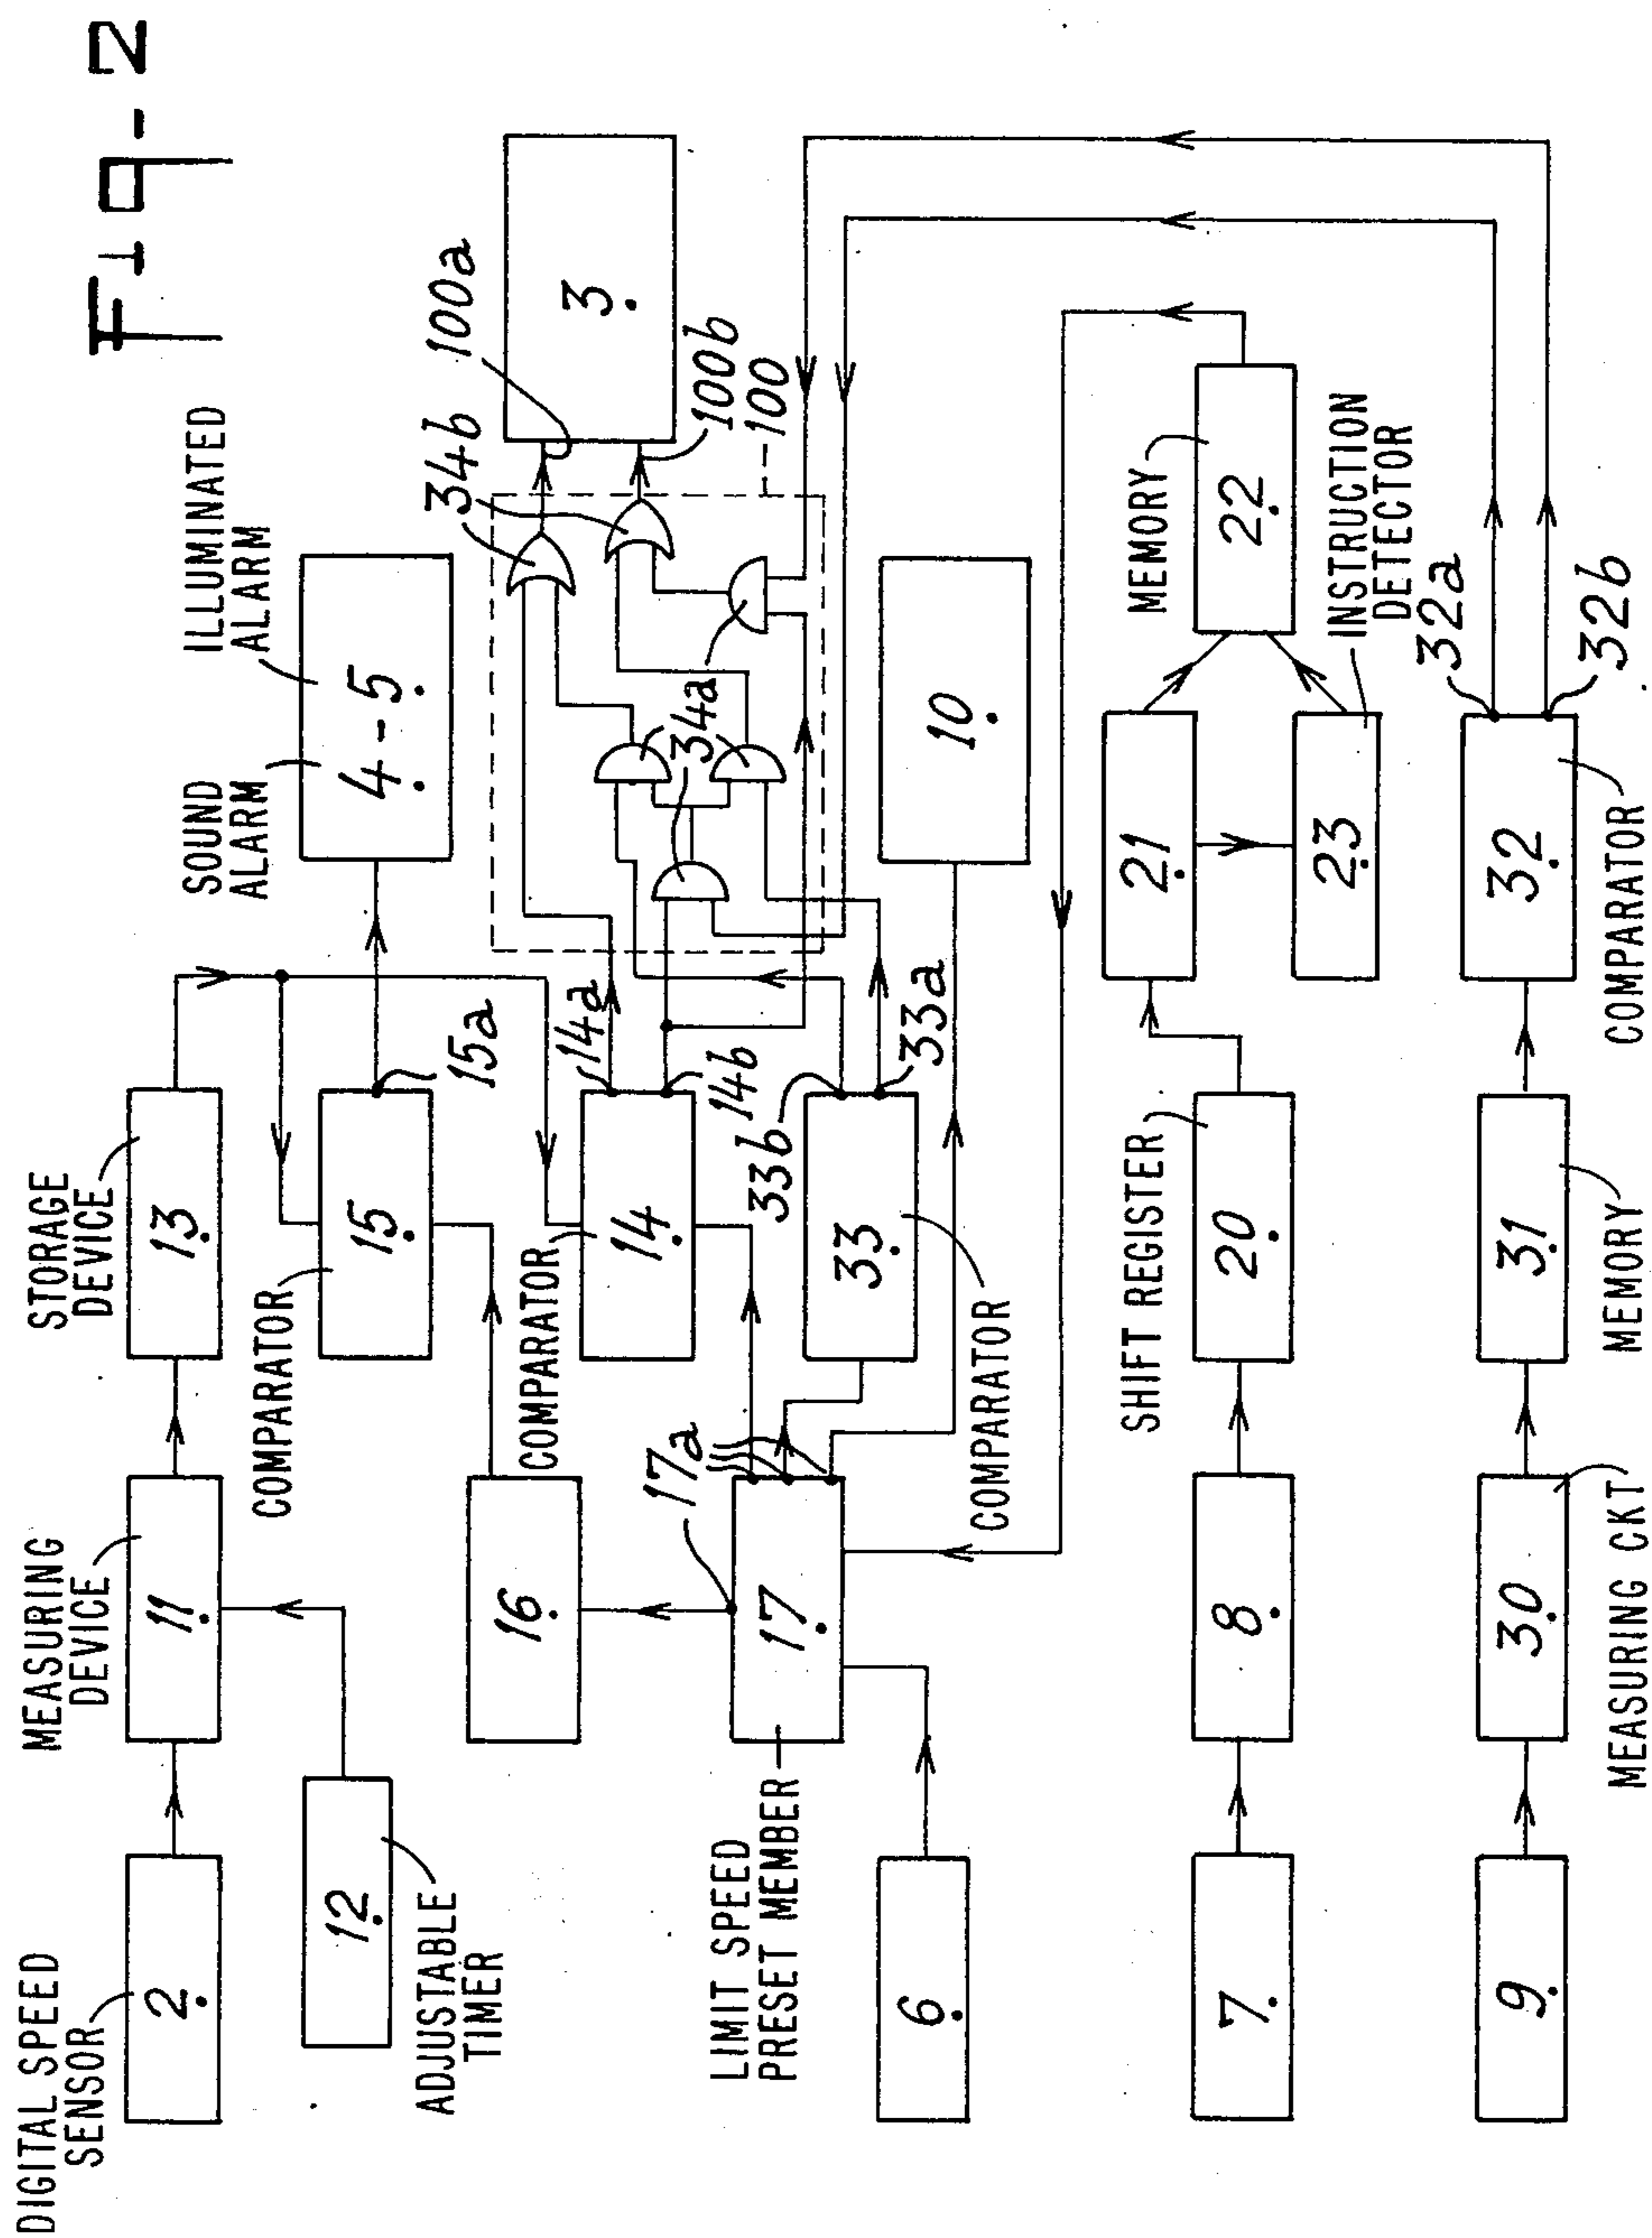 Fig-2
DIGITAL SPEED
SENSOR
2.
MEASURING
DEVICE
11.
STORAGE
DEVICE
13.
SOUND
ALARM
ILLUMINATED
ALARM
4-5.
12.
ADJUSTABLE
TIMER
COMPARATOR
15.
15a
16.
COMPARATOR
14.
14a
14b
34b
34a
100a
100b
100
3.
LIMIT SPEED
PRESET MEMBER
17.
17a
33.
33b
33a
COMPARATOR
6.
10.
7.
8.
SHIFT REGISTER
20.
21.
23.
MEMORY
22.
INSTRUCTION
DETECTOR
9.
30.
MEASURING CKT
31.
MEMORY
32.
COMPARATOR
32a
32b